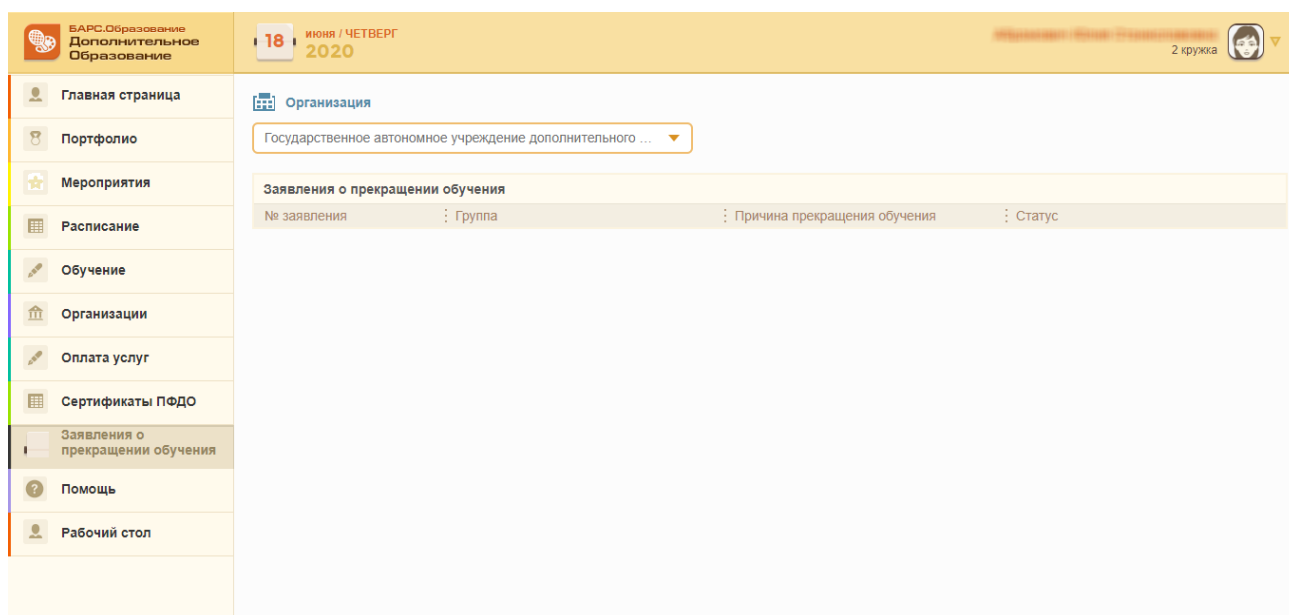 БАРС.Образование
Дополнительное
Образование
18
июня / ЧЕТВЕРГ
2020
2 кружка
Главная страница
Портфолио
Мероприятия
Расписание
Обучение
Организации
Оплата услуг
Сертификаты ПФДО
Заявления о
прекращении обучения
Помощь
Рабочий стол
Организация
Государственное автономное учреждение дополнительного ...
Заявления о прекращении обучения
№ заявления Группа Причина прекращения обучения Статус